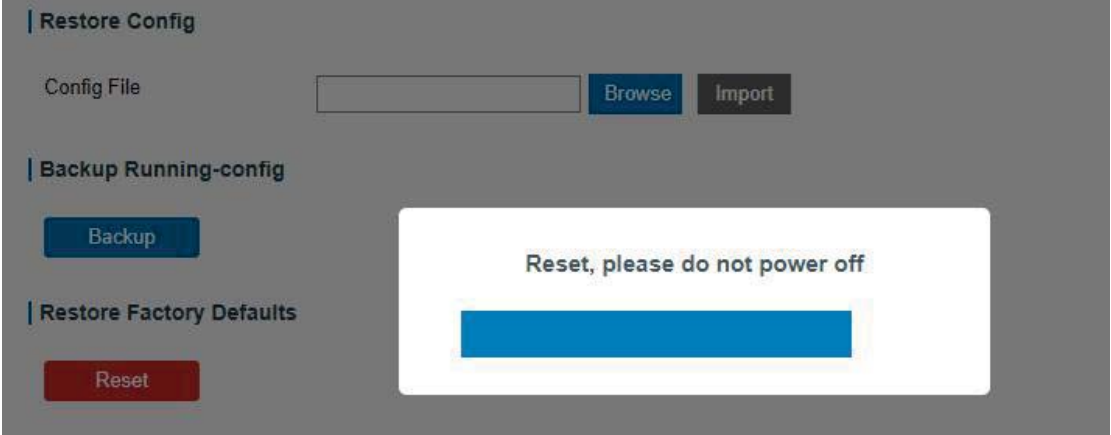 Restore Config
Config File
Browse
Import
Backup Running-config
Backup
Reset, please do not power off
Restore Factory Defaults
Reset